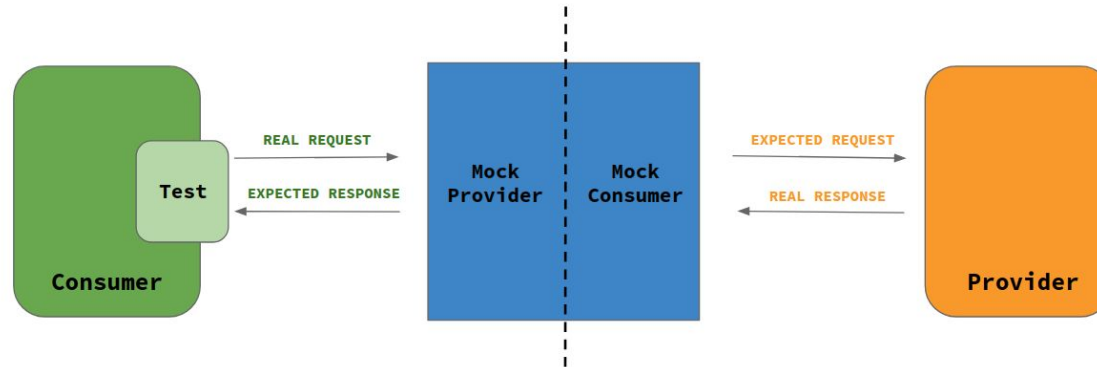 REAL REQUEST
EXPECTED RESPONSE
Test
Consumer
Mock
Provider
Mock
Consumer
EXPECTED REQUEST
REAL RESPONSE
Provider